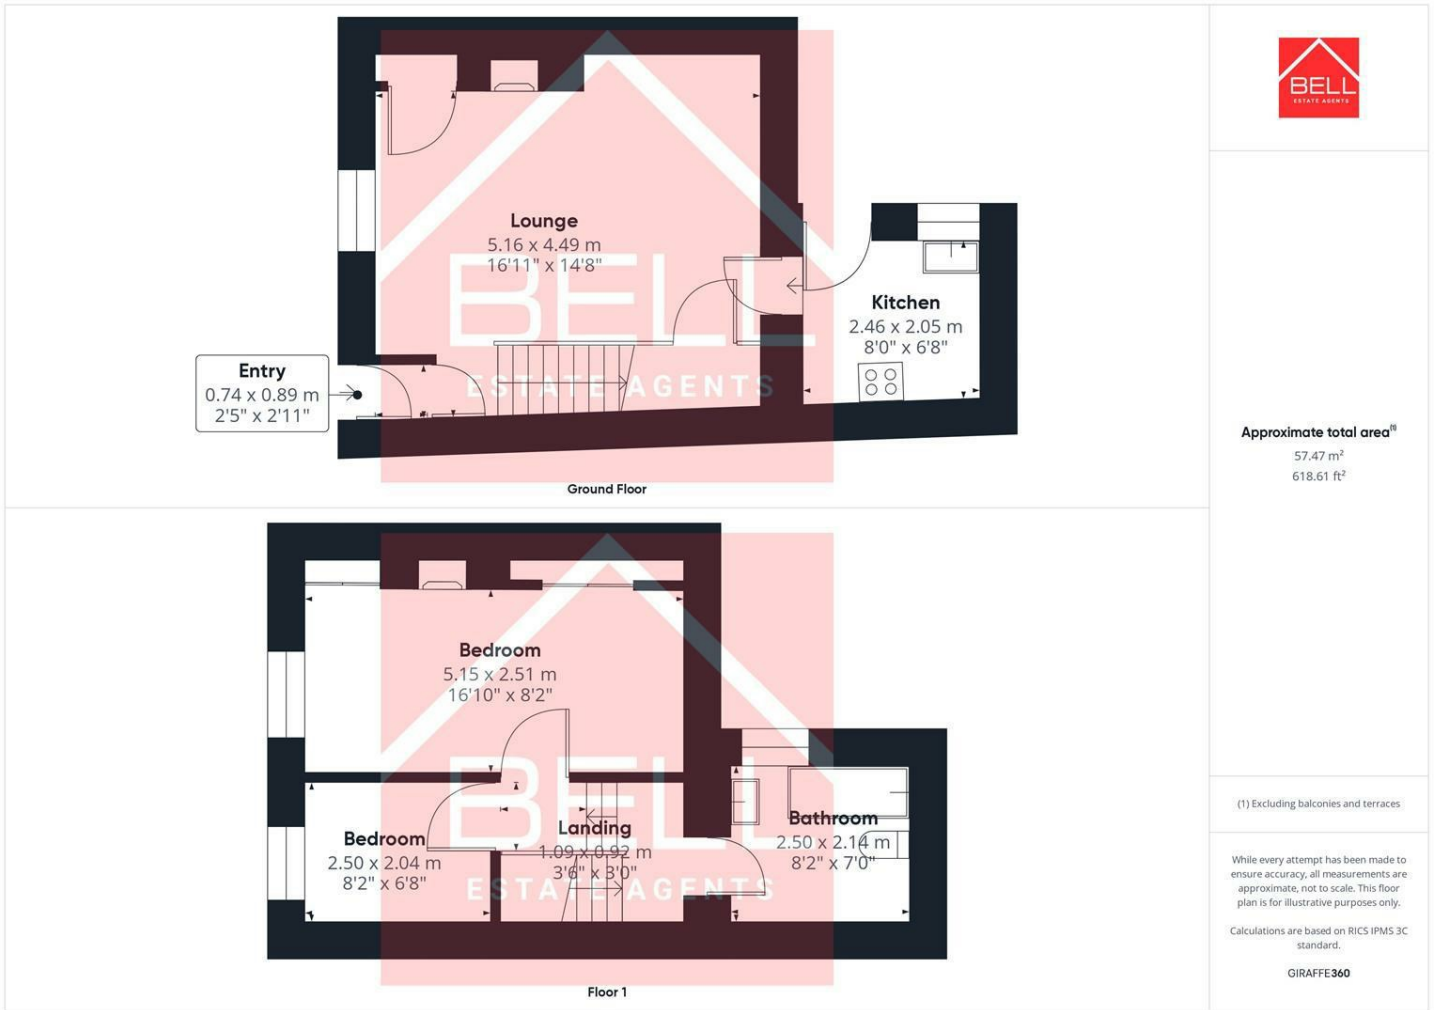 Lounge
5.16 x 4.49 m
16'11" x 14'8"
Kitchen
2.46 x 2.05 m
8'0" x 6'8"
Entry
0.74 x 0.89 m
2'5" x 2'11"
BELL
ESTATE AGENTS
Ground Floor
Bedroom
5.15 x 2.51 m
16'10" x 8'2"
Bedroom
2.50 x 2.04 m
8'2" x 6'8"
Landing
1.09 x 0.92 m
3'6" x 3'0"
Bathroom
2.50 x 2.14 m
8'2" x 7'0"
BELL
ESTATE AGENTS
Floor 1
BELL
ESTATE AGENTS
Approximate total area(1)
57.47 m²
618.61 ft²
(1) Excluding balconies and terraces
While every attempt has been made to
ensure accuracy, all measurements are
approximate, not to scale. This floor
plan is for illustrative purposes only.
Calculations are based on RICS IPMS 3C
standard.
GIRAFFE360